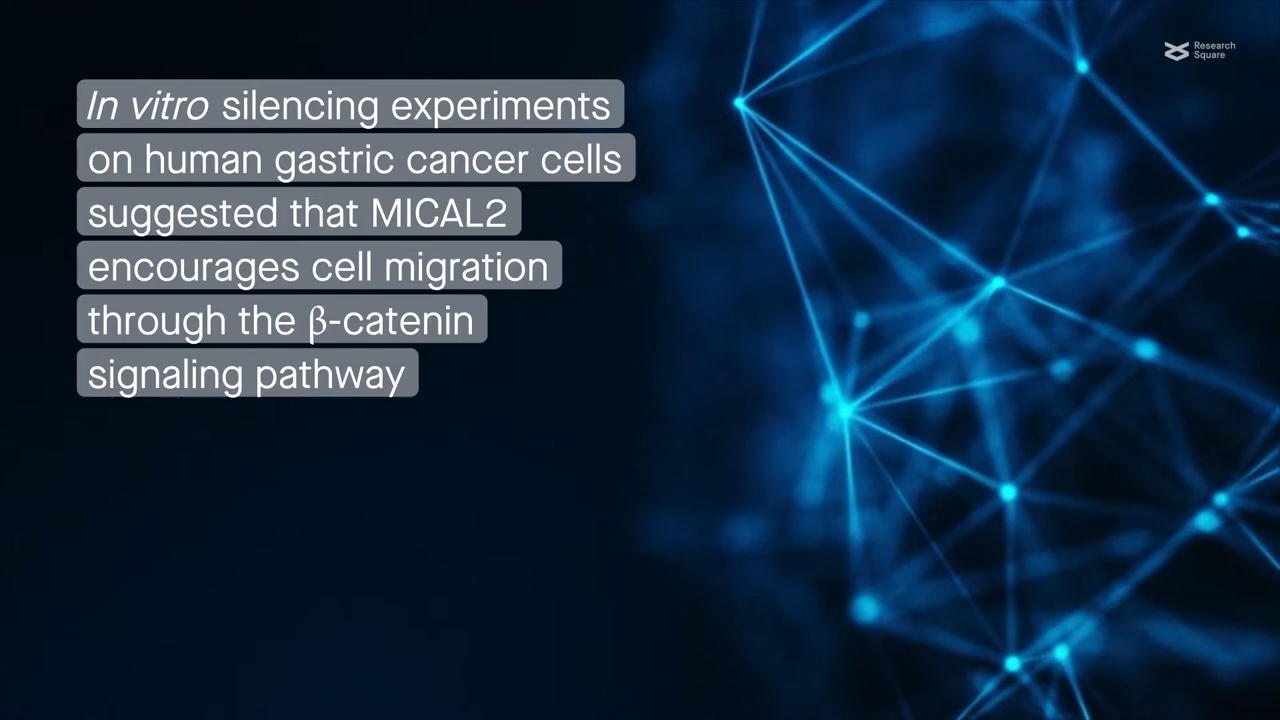 In vitro silencing experiments
on human gastric cancer cells
suggested that MICAL2
encourages cell migration
through the β-catenin
signaling pathway
Research
Square